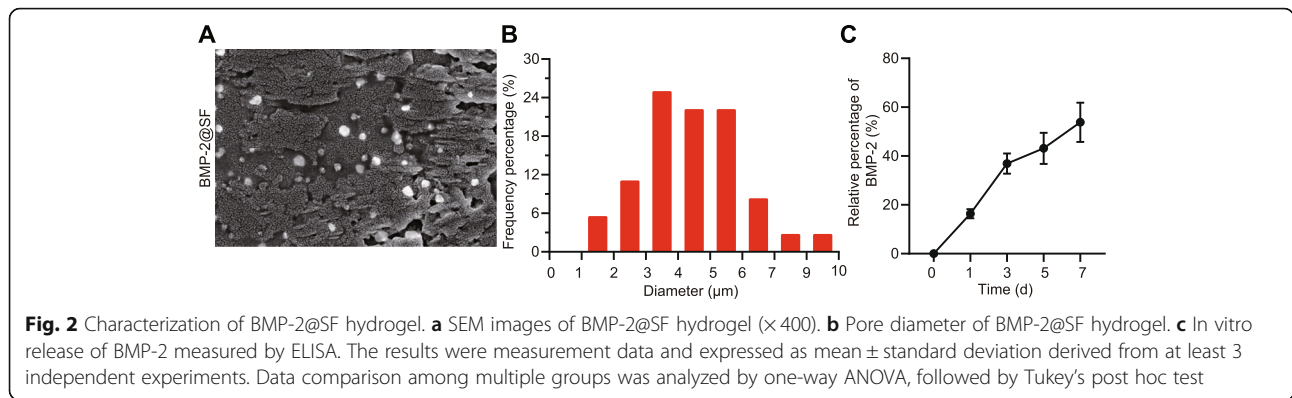 A
B
C
BMP-2@SF
Frequency percentage (%)
30
24
18
12
6
0
0 1 2 3 4 5 6 7 9 10
Diameter (μm)
Relative percentage of
BMP-2 (%)
80
60
40
20
0
0 1 3 5 7
Time (d)
Fig. 2 Characterization of BMP-2@SF hydrogel. a SEM images of BMP-2@SF hydrogel (× 400). b Pore diameter of BMP-2@SF hydrogel. c In vitro
release of BMP-2 measured by ELISA. The results were measurement data and expressed as mean ± standard deviation derived from at least 3
independent experiments. Data comparison among multiple groups was analyzed by one-way ANOVA, followed by Tukey's post hoc test